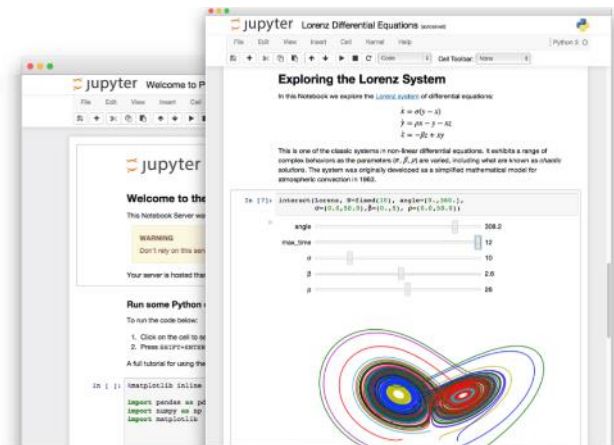 jupyter Lorenz Differential Equations (autosaved)
File Edit View Insert Cell Kernel Help Python 3
Code Cell Toolbar: None
Exploring the Lorenz System
In this Notebook we explore the Lorenz system of differential equations:
ẋ = σ(y − x)
ẏ = ρx − y − xz
ż = −βz + xy
This is one of the classic systems in non-linear differential equations. It exhibits a range of
complex behaviors as the parameters (σ, β, ρ) are varied, including what are known as chaotic
solutions. The system was originally developed as a simplified mathematical model for
atmospheric convection in 1963.
In [7]: interact(Lorenz, N=fixed(10), angle=(0.,360.),
σ=(0.0,50.0),β=(0.,5), ρ=(0.0,50.0))
angle 308.2
max_time 12
σ 10
β 2.6
ρ 28
jupyter Welcome to P
File Edit View Insert Cell
jupyter
Welcome to the
This Notebook Server was
WARNING
Don't rely on this serv
Your server is hosted than
Run some Python
To run the code below:
1. Click on the cell to se
2. Press SHIFT+ENTER
A full tutorial for using the
In [ ]: %matplotlib inline
import pandas as pd
import numpy as np
import matplotlib